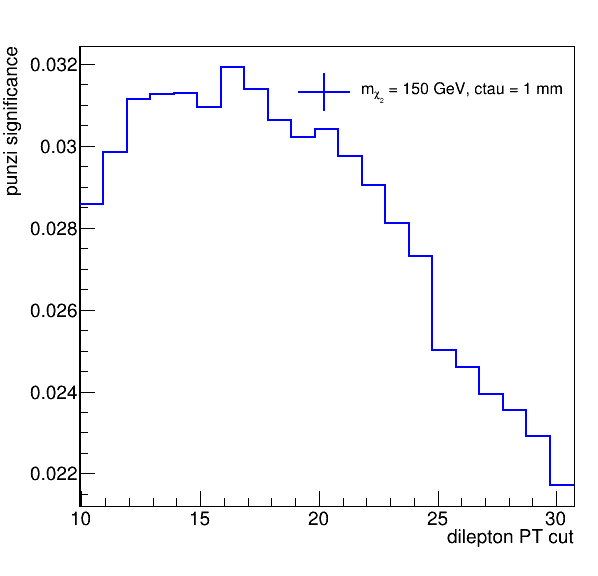 punzi significance
0.032
0.03
0.028
0.026
0.024
0.022
m_χ₂ = 150 GeV, ctau = 1 mm
10 15 20 25 30
dilepton PT cut